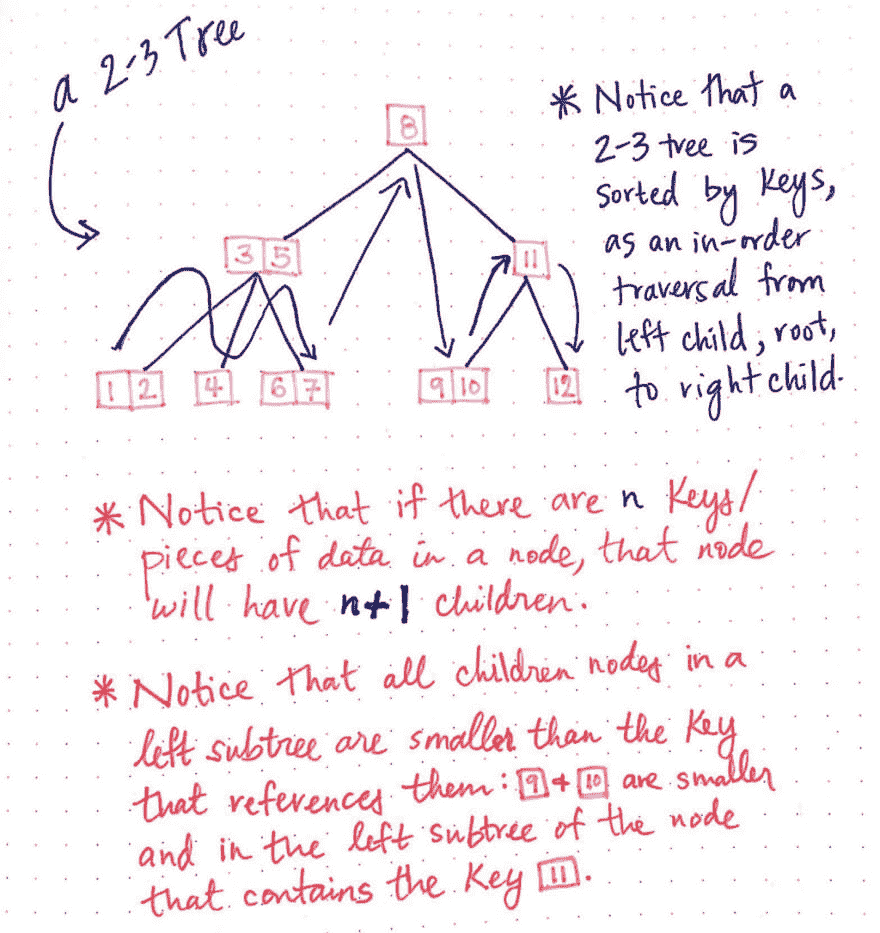 a 2-3 Tree
8
3 5
11
1 2
4
6 7
9 10
12
* Notice that a
2-3 tree is
sorted by keys,
as an in-order
traversal from
left child, root,
to right child.
* Notice that if there are n keys/
pieces of data in a node, that node
will have n+1 children.
* Notice that all children nodes in a
left subtree are smaller than the key
that references them: 9 + 10 are smaller
and in the left subtree of the node
that contains the key 11.